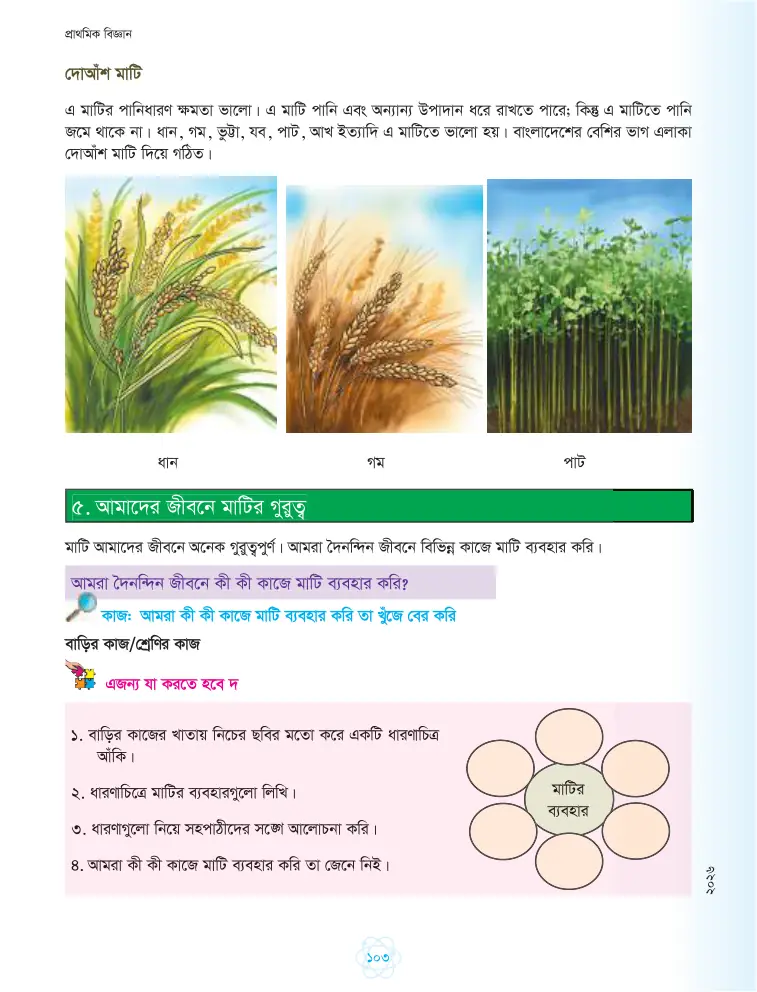 প্রাথমিক বিজ্ঞান
দোআঁশ মাটি
এ মাটির পানিধারণ ক্ষমতা ভালো। এ মাটি পানি এবং অন্যান্য উপাদান ধরে রাখতে পারে; কিন্তু এ মাটিতে পানি
জমে থাকে না। ধান, গম, ভুট্টা, যব, পাট, আখ ইত্যাদি এ মাটিতে ভালো হয়। বাংলাদেশের বেশির ভাগ এলাকা
দোআঁশ মাটি দিয়ে গঠিত।
ধান গম পাট
৫. আমাদের জীবনে মাটির গুরুত্ব
মাটি আমাদের জীবনে অনেক গুরুত্বপুর্ণ। আমরা দৈনন্দিন জীবনে বিভিন্ন কাজে মাটি ব্যবহার করি।
আমরা দৈনন্দিন জীবনে কী কী কাজে মাটি ব্যবহার করি?
কাজ: আমরা কী কী কাজে মাটি ব্যবহার করি তা খুঁজে বের করি
বাড়ির কাজ/শ্রেণির কাজ
এজন্য যা করতে হবে দ
১. বাড়ির কাজের খাতায় নিচের ছবির মতো করে একটি ধারণাচিত্র
আঁকি।
২. ধারণাচিত্রে মাটির ব্যবহারগুলো লিখি।
৩. ধারণাগুলো নিয়ে সহপাঠীদের সঙ্গে আলোচনা করি।
৪. আমরা কী কী কাজে মাটি ব্যবহার করি তা জেনে নিই।
মাটির
ব্যবহার
২০২৬
১০৩